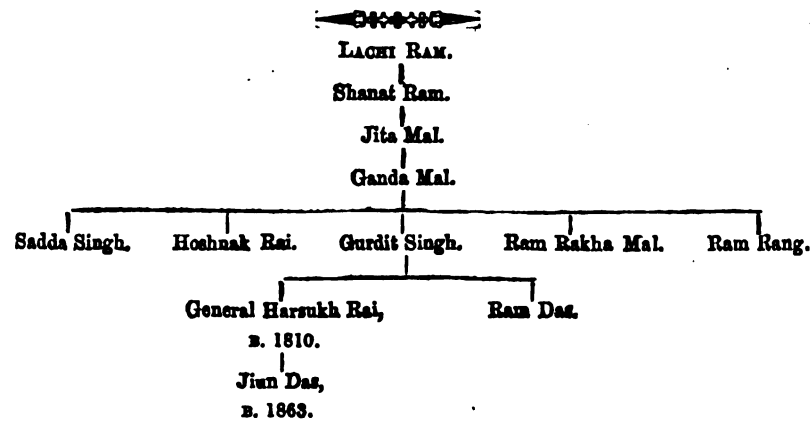 LACHI RAM.
Shanat Ram.
Jita Mal.
Ganda Mal.
Sadda Singh. Hoshnak Rai. Gurdit Singh. Ram Rakha Mal. Ram Rang.
General Harsukh Rai, Ram Das.
B. 1810.
Jiun Das,
B. 1863.